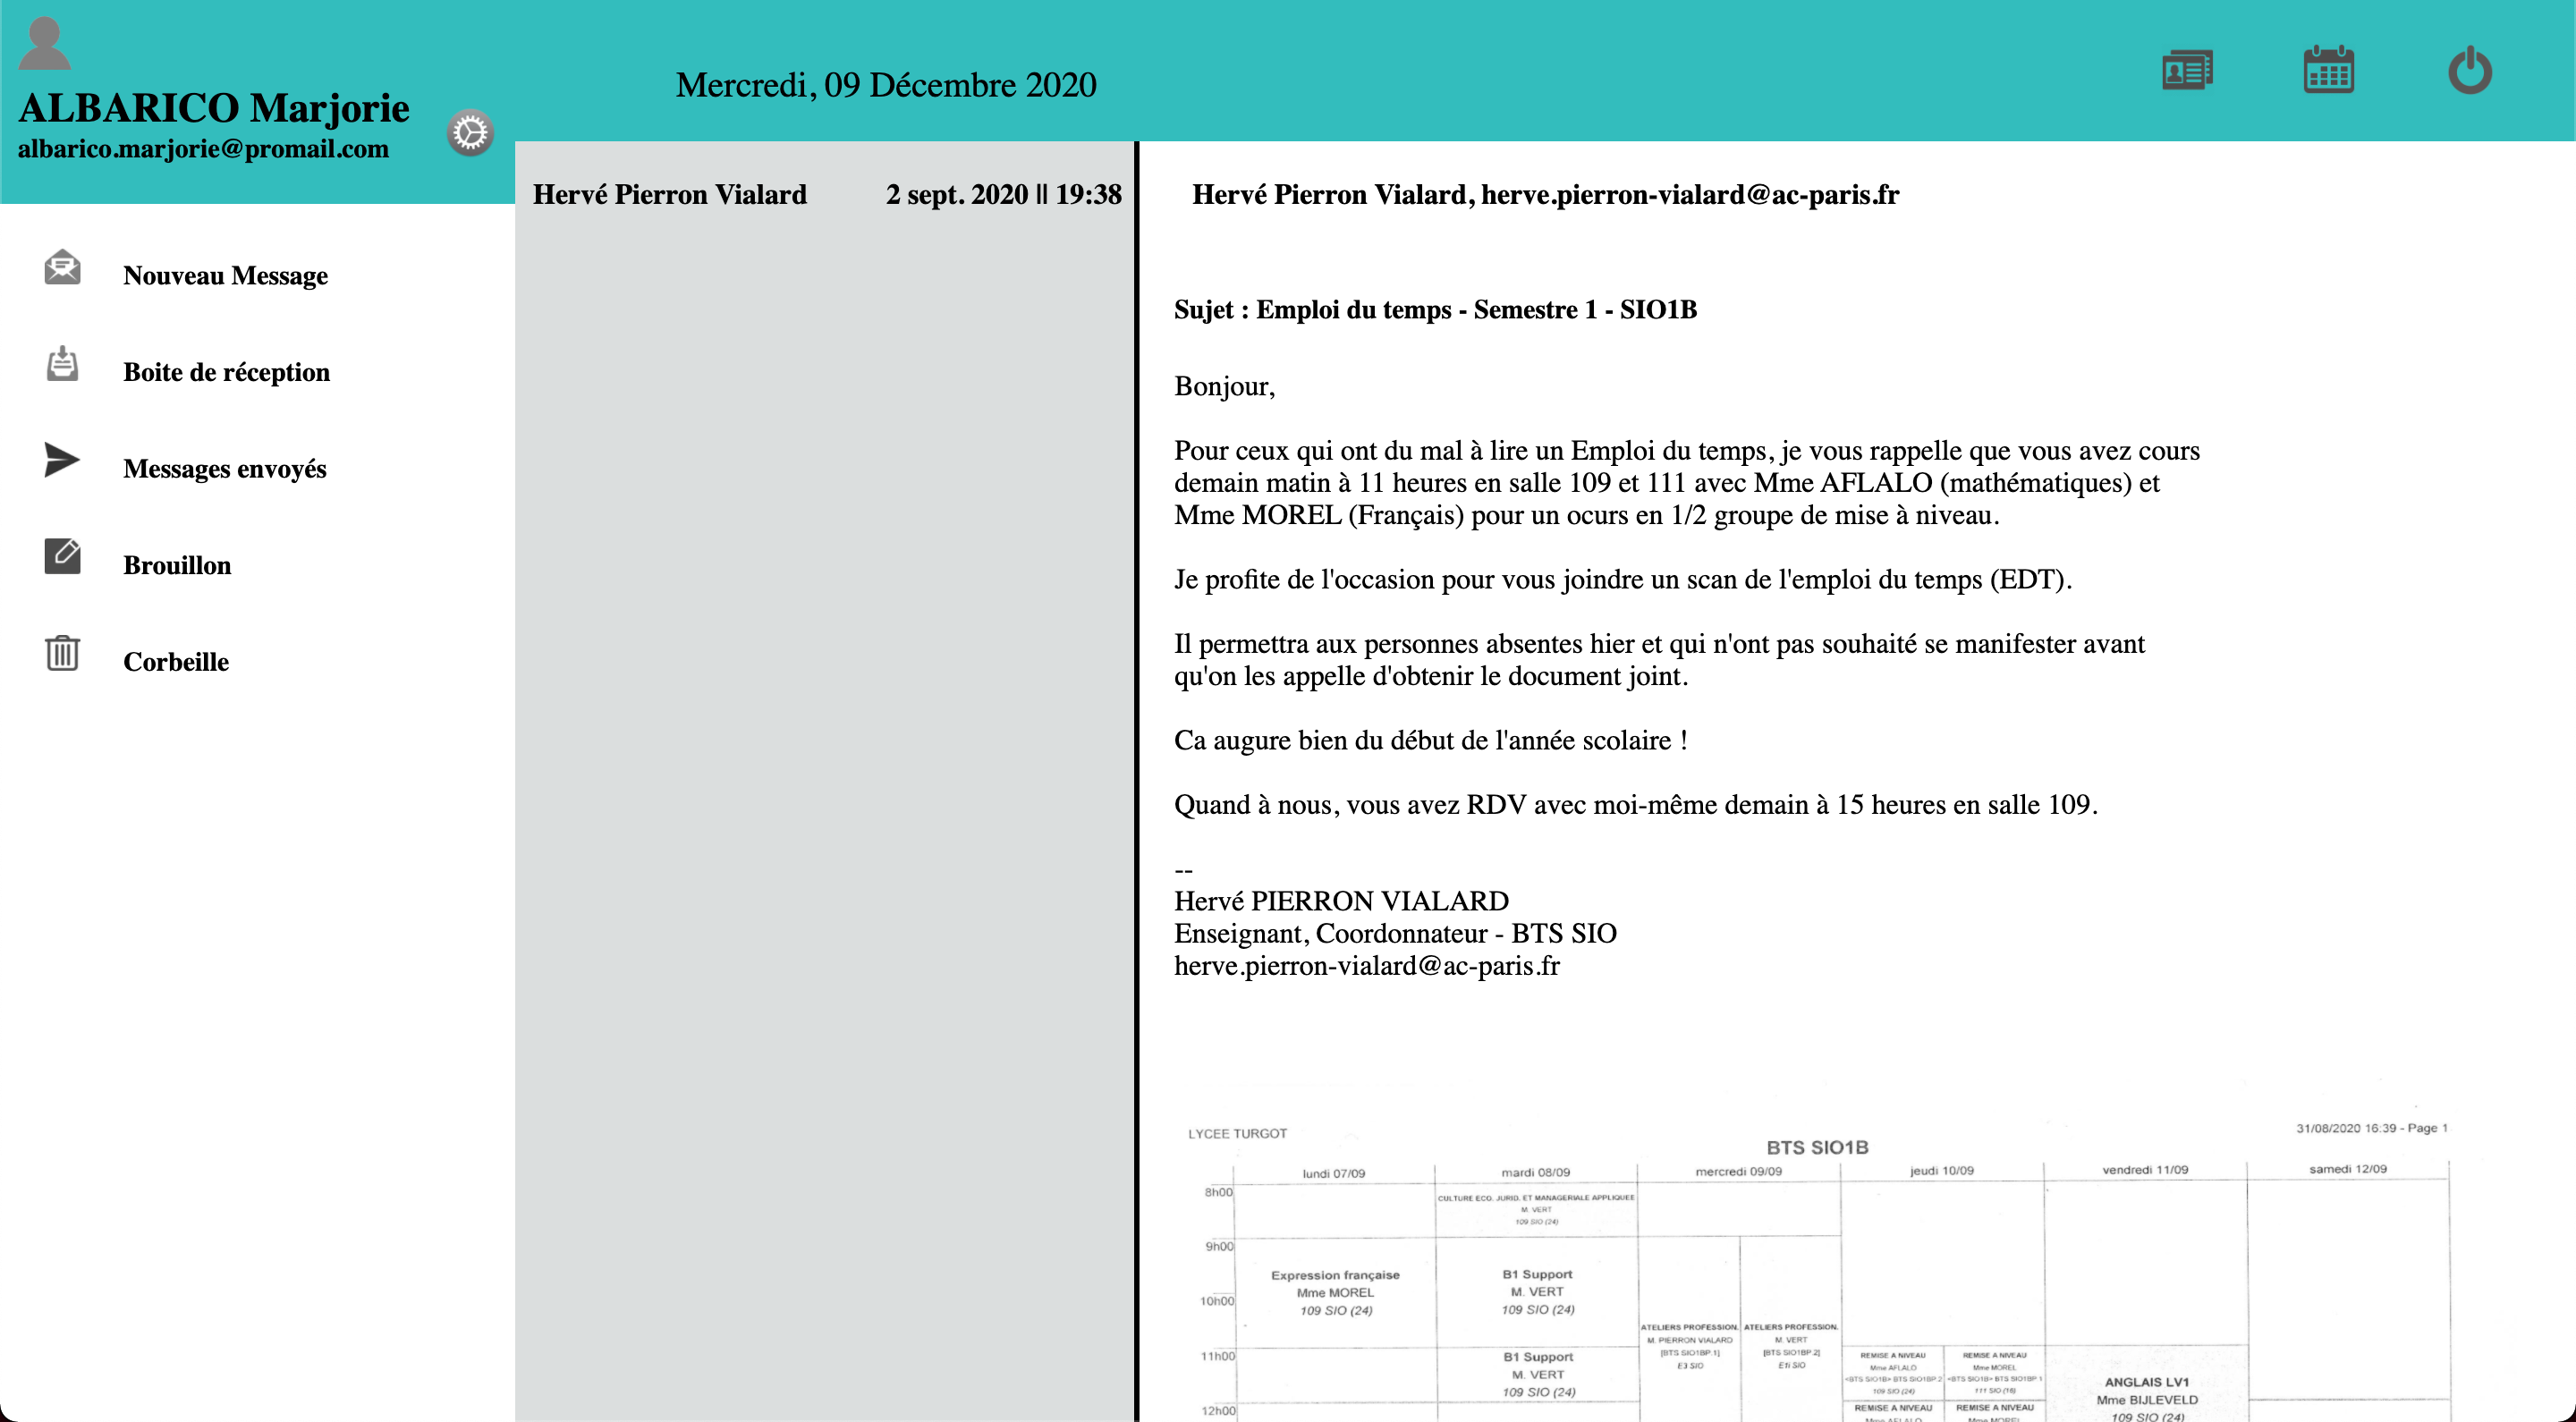 ALBARICO Marjorie
albarico.marjorie@promail.com
Mercredi, 09 Décembre 2020
Nouveau Message
Boite de réception
Messages envoyés
Brouillon
Corbeille
Hervé Pierron Vialard 2 sept. 2020 || 19:38
Hervé Pierron Vialard, herve.pierron-vialard@ac-paris.fr
Sujet : Emploi du temps - Semestre 1 - SIO1B
Bonjour,
Pour ceux qui ont du mal à lire un Emploi du temps, je vous rappelle que vous avez cours
demain matin à 11 heures en salle 109 et 111 avec Mme AFLALO (mathématiques) et
Mme MOREL (Français) pour un ocurs en 1/2 groupe de mise à niveau.
Je profite de l'occasion pour vous joindre un scan de l'emploi du temps (EDT).
Il permettra aux personnes absentes hier et qui n'ont pas souhaité se manifester avant
qu'on les appelle d'obtenir le document joint.
Ca augure bien du début de l'année scolaire !
Quand à nous, vous avez RDV avec moi-même demain à 15 heures en salle 109.
--
Hervé PIERRON VIALARD
Enseignant, Coordonnateur - BTS SIO
herve.pierron-vialard@ac-paris.fr
LYCEE TURGOT
31/08/2020 16:39 - Page 1
BTS SIO1B
lundi 07/09 mardi 08/09 mercredi 09/09 jeudi 10/09 vendredi 11/09 samedi 12/09
8h00
CULTURE ECO. JURID. ET MANAGERIALE APPLIQUEE
M. VERT
109 SIO (24)
9h00
Expression française
Mme MOREL
109 SIO (24)
B1 Support
M. VERT
109 SIO (24)
10h00
ATELIERS PROFESSION.
M. PIERRON VIALARD
[BTS SIO1BP.1]
E3 SIO
ATELIERS PROFESSION.
M. VERT
[BTS SIO1BP.2]
SIO
11h00
B1 Support
M. VERT
109 SIO (24)
REMISE A NIVEAU
Mme AFLALO
<BTS SIO1B> BTS SIO1BP.2
109 SIO (24)
REMISE A NIVEAU
Mme MOREL
<BTS SIO1B> BTS SIO1BP.1
111 SIO (16)
ANGLAIS LV1
Mme BIJLEVELD
109 SIO (24)
12h00
REMISE A NIVEAU
REMISE A NIVEAU